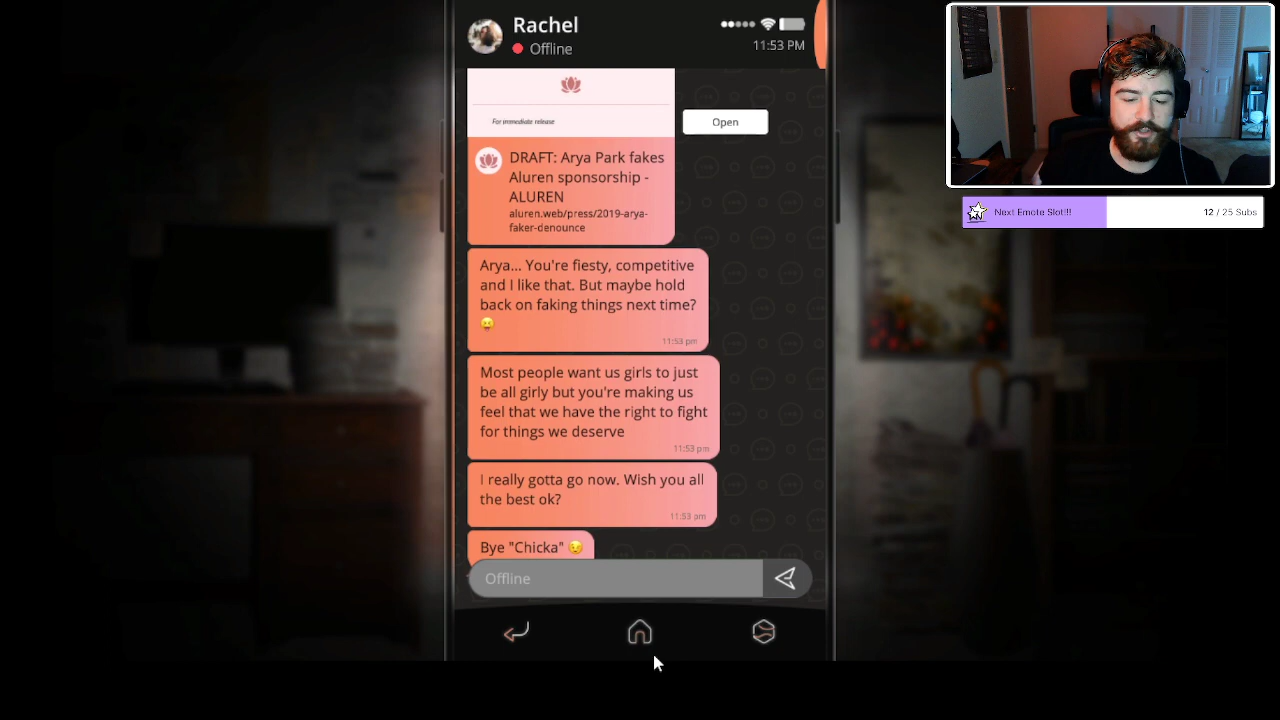 Rachel
Offline
11:53 PM
For immediate release
Open
DRAFT: Arya Park fakes
Aluren sponsorship -
ALUREN
aluren.web/press/2019-arya-
faker-denounce
Arya... You're fiesty, competitive
and I like that. But maybe hold
back on faking things next time?
11:53 pm
Most people want us girls to just
be all girly but you're making us
feel that we have the right to fight
for things we deserve
11:53 pm
I really gotta go now. Wish you all
the best ok?
11:53 pm
Bye "Chicka"
Offline
Next Emote Slot!!!
12 / 25 Subs